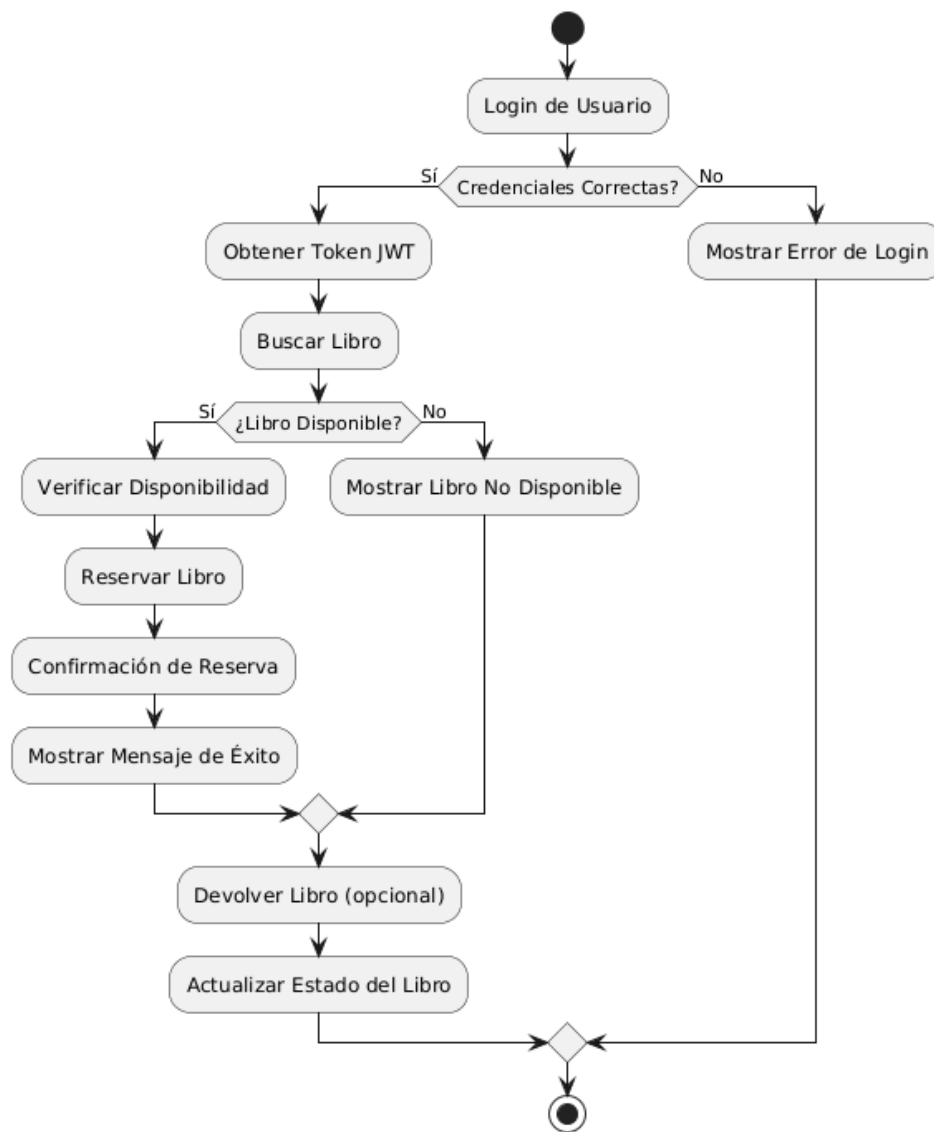 Login de Usuario
Sí
Credenciales Correctas?
No
Obtener Token JWT
Mostrar Error de Login
Buscar Libro
Sí
¿Libro Disponible?
No
Verificar Disponibilidad
Mostrar Libro No Disponible
Reservar Libro
Confirmación de Reserva
Mostrar Mensaje de Éxito
Devolver Libro (opcional)
Actualizar Estado del Libro